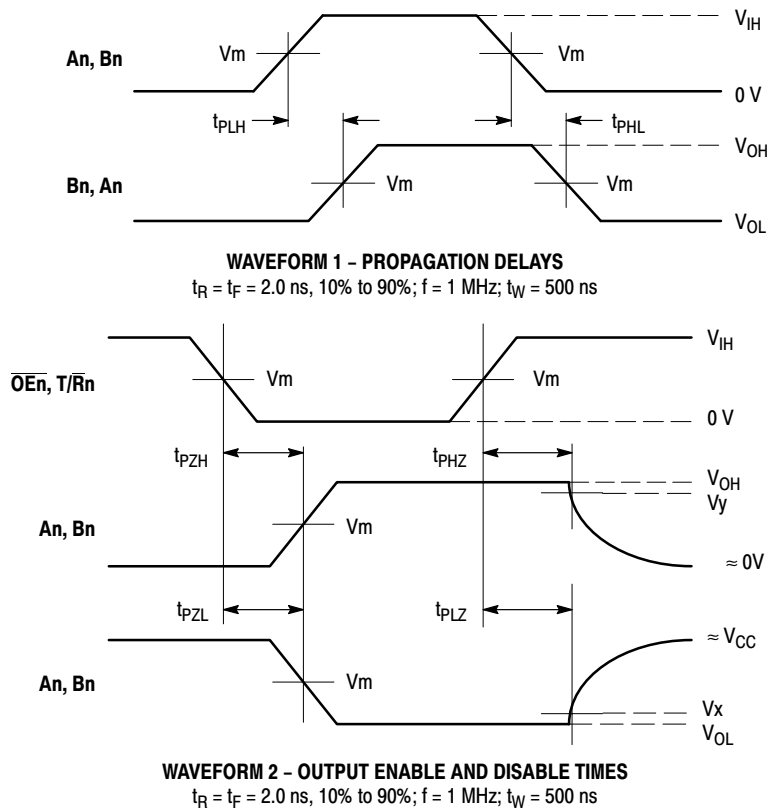 V_IH
An, Bn Vm Vm
0 V
t_PLH t_PHL
V_OH
Bn, An Vm Vm
V_OL
WAVEFORM 1 – PROPAGATION DELAYS
t_R = t_F = 2.0 ns, 10% to 90%; f = 1 MHz; t_W = 500 ns
V_IH
O̅E̅n̅, T/R̅n Vm Vm
0 V
t_PZH t_PHZ
V_OH
Vy
An, Bn Vm
≈ 0V
t_PZL t_PLZ
≈ V_CC
An, Bn Vm
Vx
V_OL
WAVEFORM 2 – OUTPUT ENABLE AND DISABLE TIMES
t_R = t_F = 2.0 ns, 10% to 90%; f = 1 MHz; t_W = 500 ns